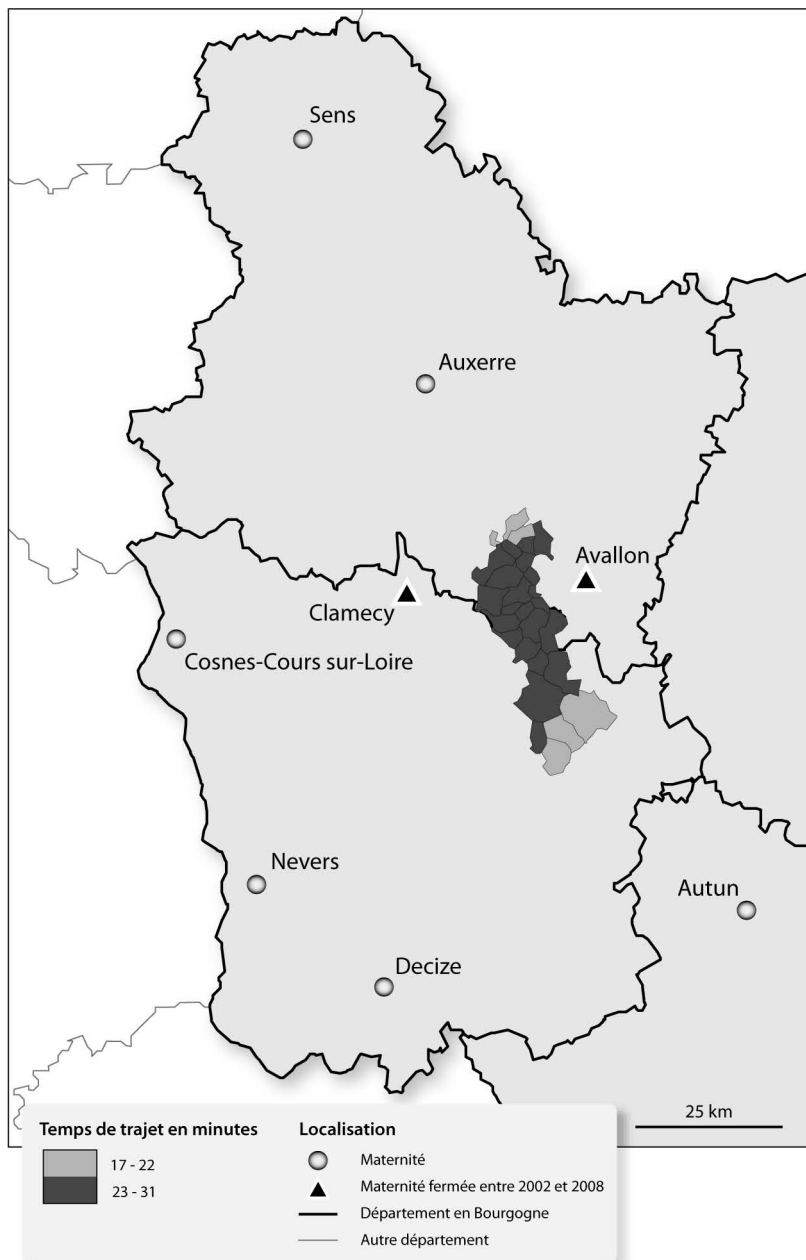 Sens
Auxerre
Avallon
Clamecy
Cosnes-Cours sur-Loire
Nevers
Autun
Decize
25 km
Temps de trajet en minutes
17 - 22
23 - 31
Localisation
Maternité
Maternité fermée entre 2002 et 2008
Département en Bourgogne
Autre département